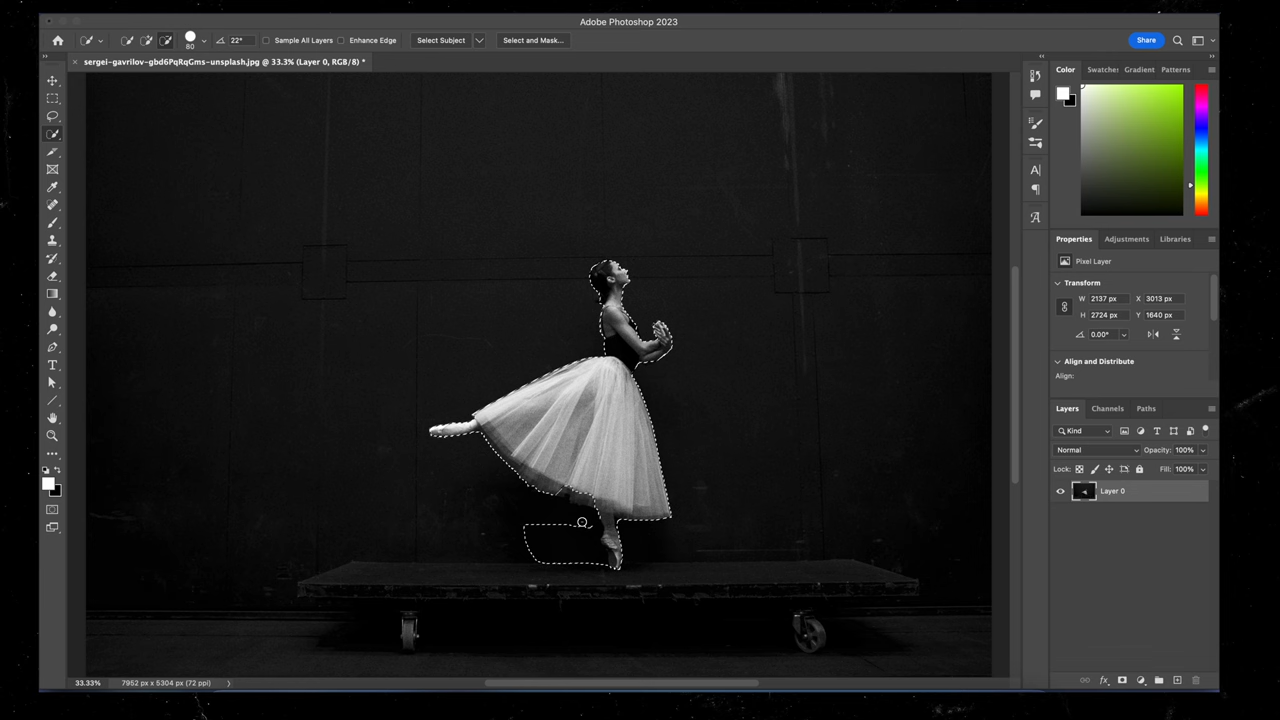 Adobe Photoshop 2023
80
22°
Sample All Layers
Enhance Edge
Select Subject
Select and Mask...
Share
× sergei-gavrilov-gbd6PqRqGms-unsplash.jpg @ 33.3% (Layer 0, RGB/8) *
Color
Swatches
Gradient
Patterns
Properties
Adjustments
Libraries
Pixel Layer
Transform
W 2137 px X 3013 px
H 2724 px Y 1640 px
0.00°
Align and Distribute
Align:
Layers
Channels
Paths
Kind
Normal
Opacity: 100%
Lock:
Fill: 100%
Layer 0
33.33% 7952 px x 5304 px (72 ppi)